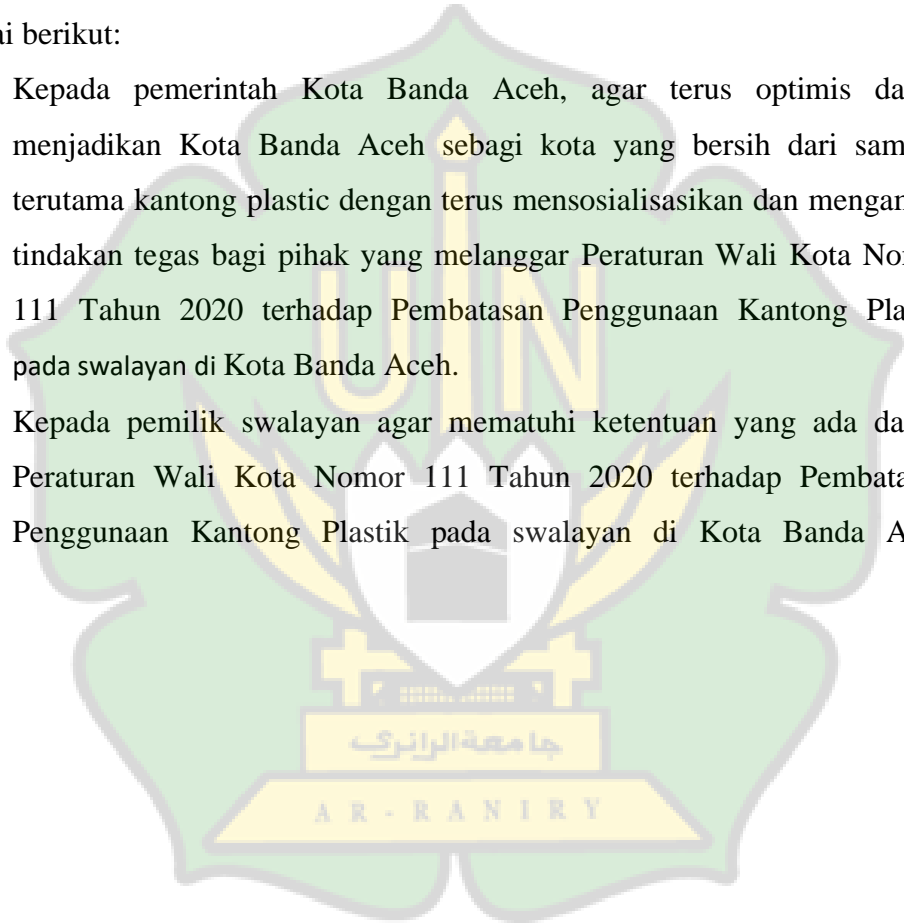 ai berikut:
Kepada pemerintah Kota Banda Aceh, agar terus optimis da
menjadikan Kota Banda Aceh sebagi kota yang bersih dari sam
terutama kantong plastic dengan terus mensosialisasikan dan mengan
tindakan tegas bagi pihak yang melanggar Peraturan Wali Kota No
111 Tahun 2020 terhadap Pembatasan Penggunaan Kantong Pla
pada swalayan di Kota Banda Aceh.
Kepada pemilik swalayan agar mematuhi ketentuan yang ada da
Peraturan Wali Kota Nomor 111 Tahun 2020 terhadap Pembata
Penggunaan Kantong Plastik pada swalayan di Kota Banda A
UIN
جامعة الرانري
AR-RANIRY